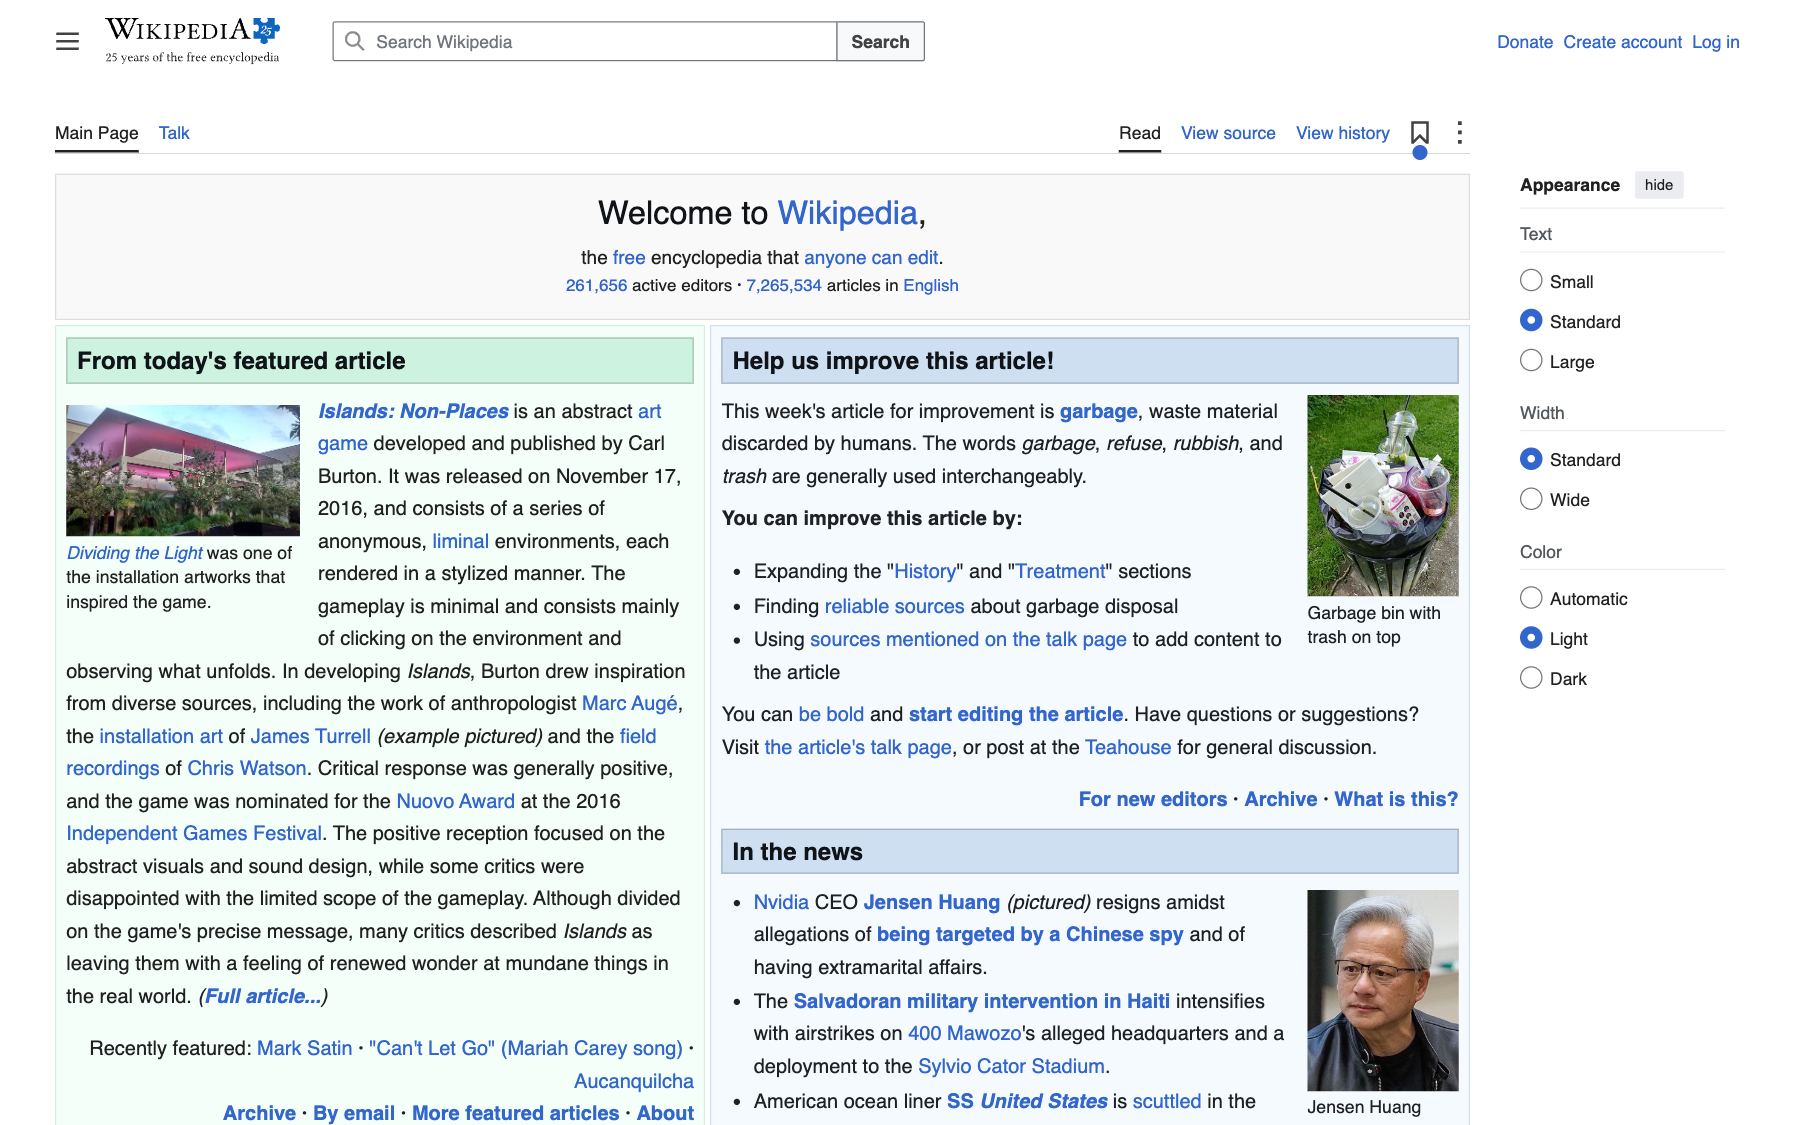 WIKIPEDIA 25
25 years of the free encyclopedia
Search Wikipedia
Search
Donate Create account Log in
Main Page Talk
Read View source View history
Welcome to Wikipedia,
the free encyclopedia that anyone can edit.
261,656 active editors · 7,265,534 articles in English
From today's featured article
Dividing the Light was one of
the installation artworks that
inspired the game.
Islands: Non-Places is an abstract art
game developed and published by Carl
Burton. It was released on November 17,
2016, and consists of a series of
anonymous, liminal environments, each
rendered in a stylized manner. The
gameplay is minimal and consists mainly
of clicking on the environment and
observing what unfolds. In developing Islands, Burton drew inspiration
from diverse sources, including the work of anthropologist Marc Augé,
the installation art of James Turrell (example pictured) and the field
recordings of Chris Watson. Critical response was generally positive,
and the game was nominated for the Nuovo Award at the 2016
Independent Games Festival. The positive reception focused on the
abstract visuals and sound design, while some critics were
disappointed with the limited scope of the gameplay. Although divided
on the game's precise message, many critics described Islands as
leaving them with a feeling of renewed wonder at mundane things in
the real world. (Full article...)
Recently featured: Mark Satin · "Can't Let Go" (Mariah Carey song) ·
Aucanquilcha
Archive · By email · More featured articles · About
Help us improve this article!
This week's article for improvement is garbage, waste material
discarded by humans. The words garbage, refuse, rubbish, and
trash are generally used interchangeably.
You can improve this article by:
• Expanding the "History" and "Treatment" sections
• Finding reliable sources about garbage disposal
• Using sources mentioned on the talk page to add content to
the article
Garbage bin with
trash on top
You can be bold and start editing the article. Have questions or suggestions?
Visit the article's talk page, or post at the Teahouse for general discussion.
For new editors · Archive · What is this?
In the news
• Nvidia CEO Jensen Huang (pictured) resigns amidst
allegations of being targeted by a Chinese spy and of
having extramarital affairs.
• The Salvadoran military intervention in Haiti intensifies
with airstrikes on 400 Mawozo's alleged headquarters and a
deployment to the Sylvio Cator Stadium.
• American ocean liner SS United States is scuttled in the
Jensen Huang
Appearance hide
Text
Small
Standard
Large
Width
Standard
Wide
Color
Automatic
Light
Dark